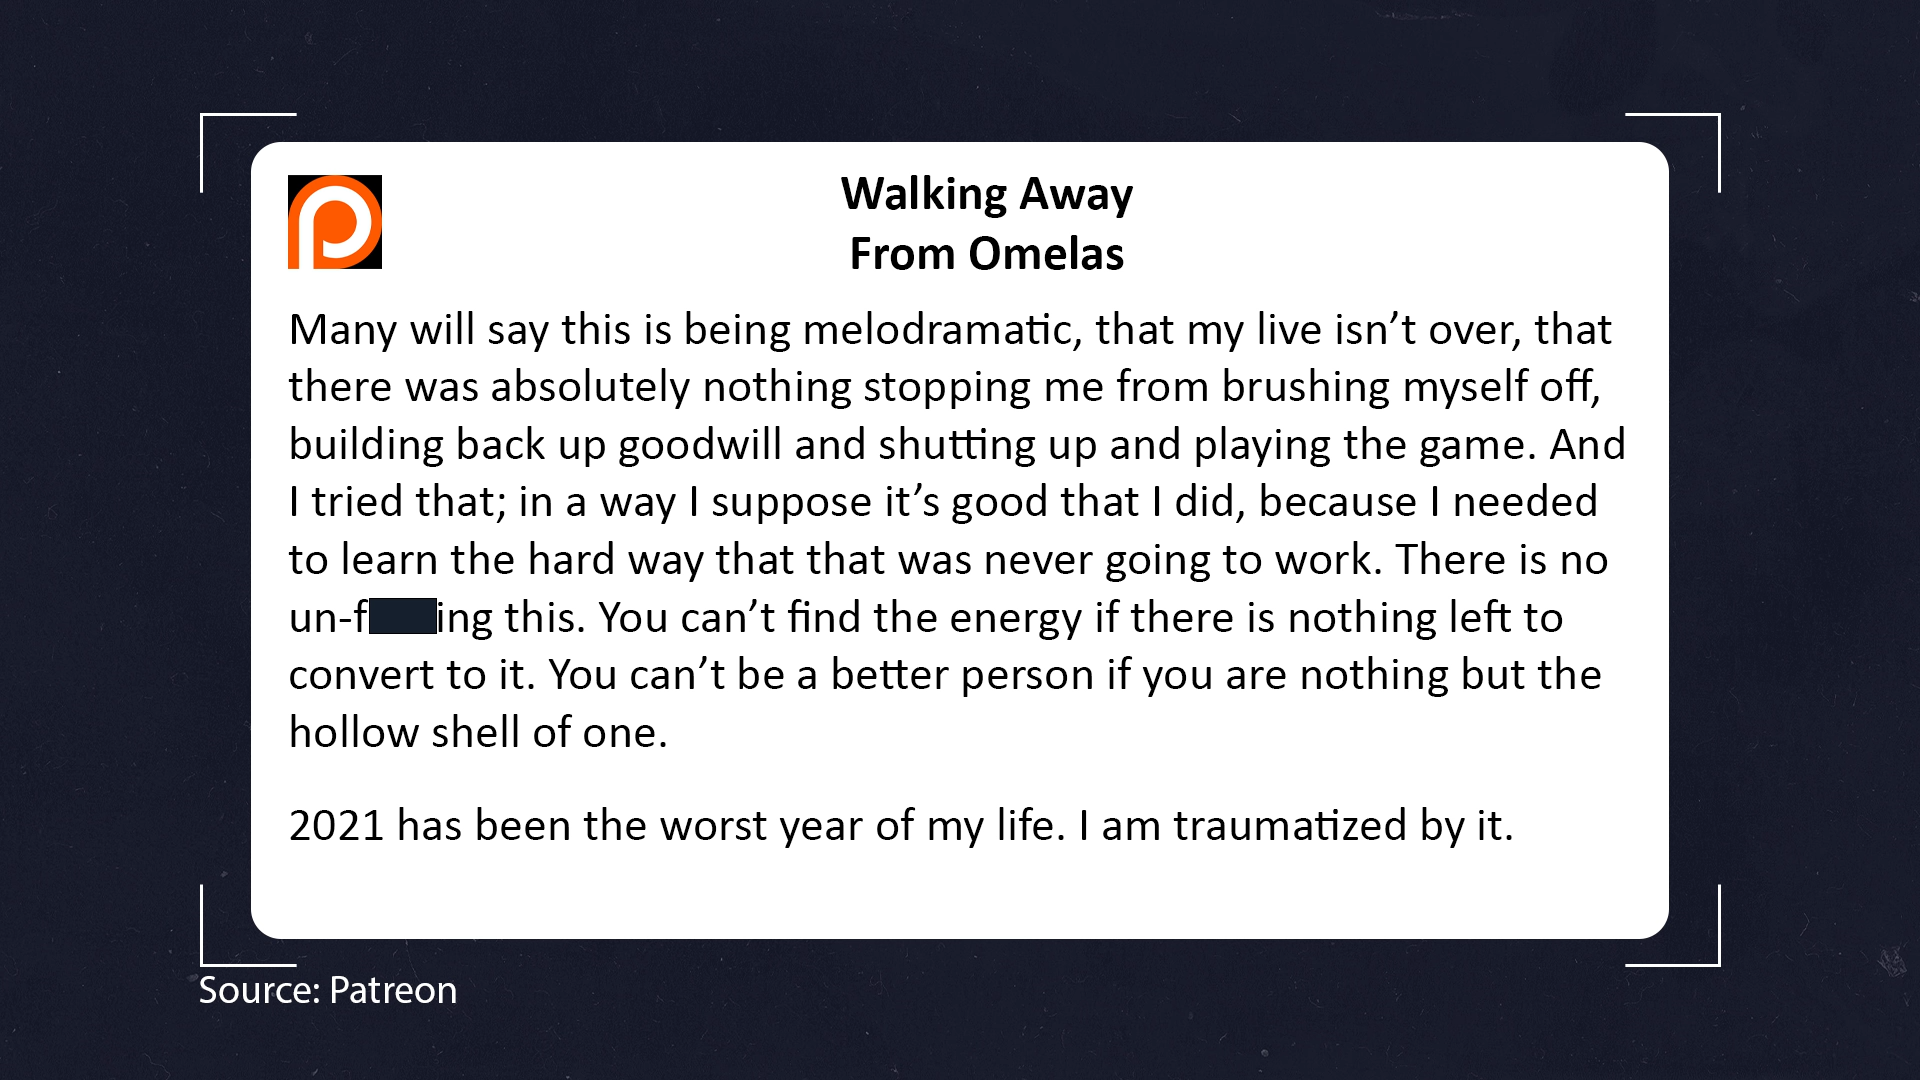 Walking Away
From Omelas
Many will say this is being melodramatic, that my live isn’t over, that
there was absolutely nothing stopping me from brushing myself off,
building back up goodwill and shutting up and playing the game. And
I tried that; in a way I suppose it’s good that I did, because I needed
to learn the hard way that that was never going to work. There is no
un-f ing this. You can’t find the energy if there is nothing left to
convert to it. You can’t be a better person if you are nothing but the
hollow shell of one.
2021 has been the worst year of my life. I am traumatized by it.
Source: Patreon